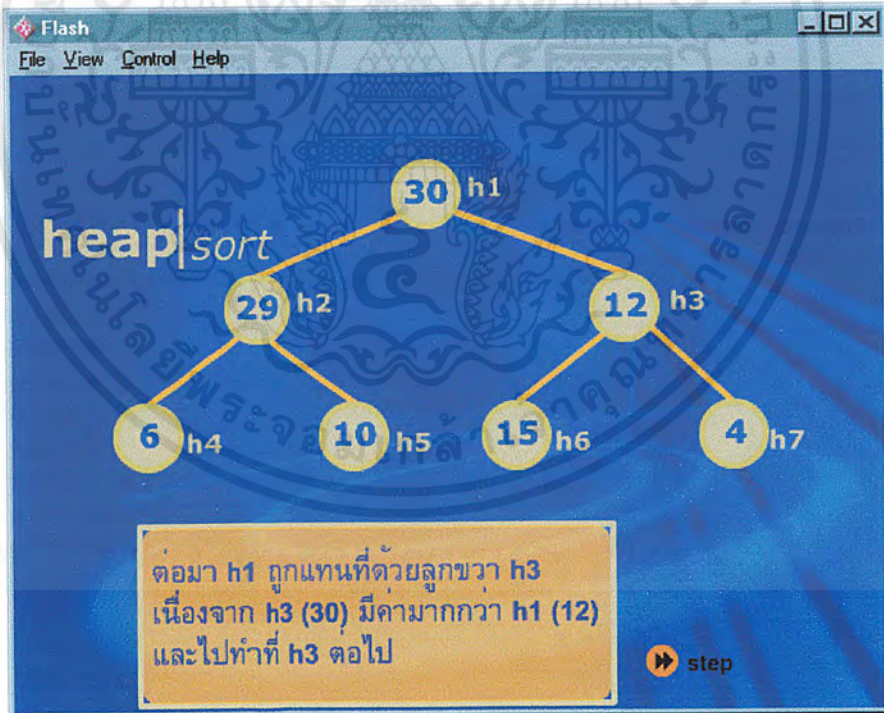 Flash
File View Control Help
30 h1
heap|sort
29 h2
12 h3
6 h4
10 h5
15 h6
4 h7
ต่อมา h1 ถูกแทนที่ด้วยลูกขวา h3
เนื่องจาก h3 (30) มีค่ามากกว่า h1 (12)
และไปทำที่ h3 ต่อไป
step